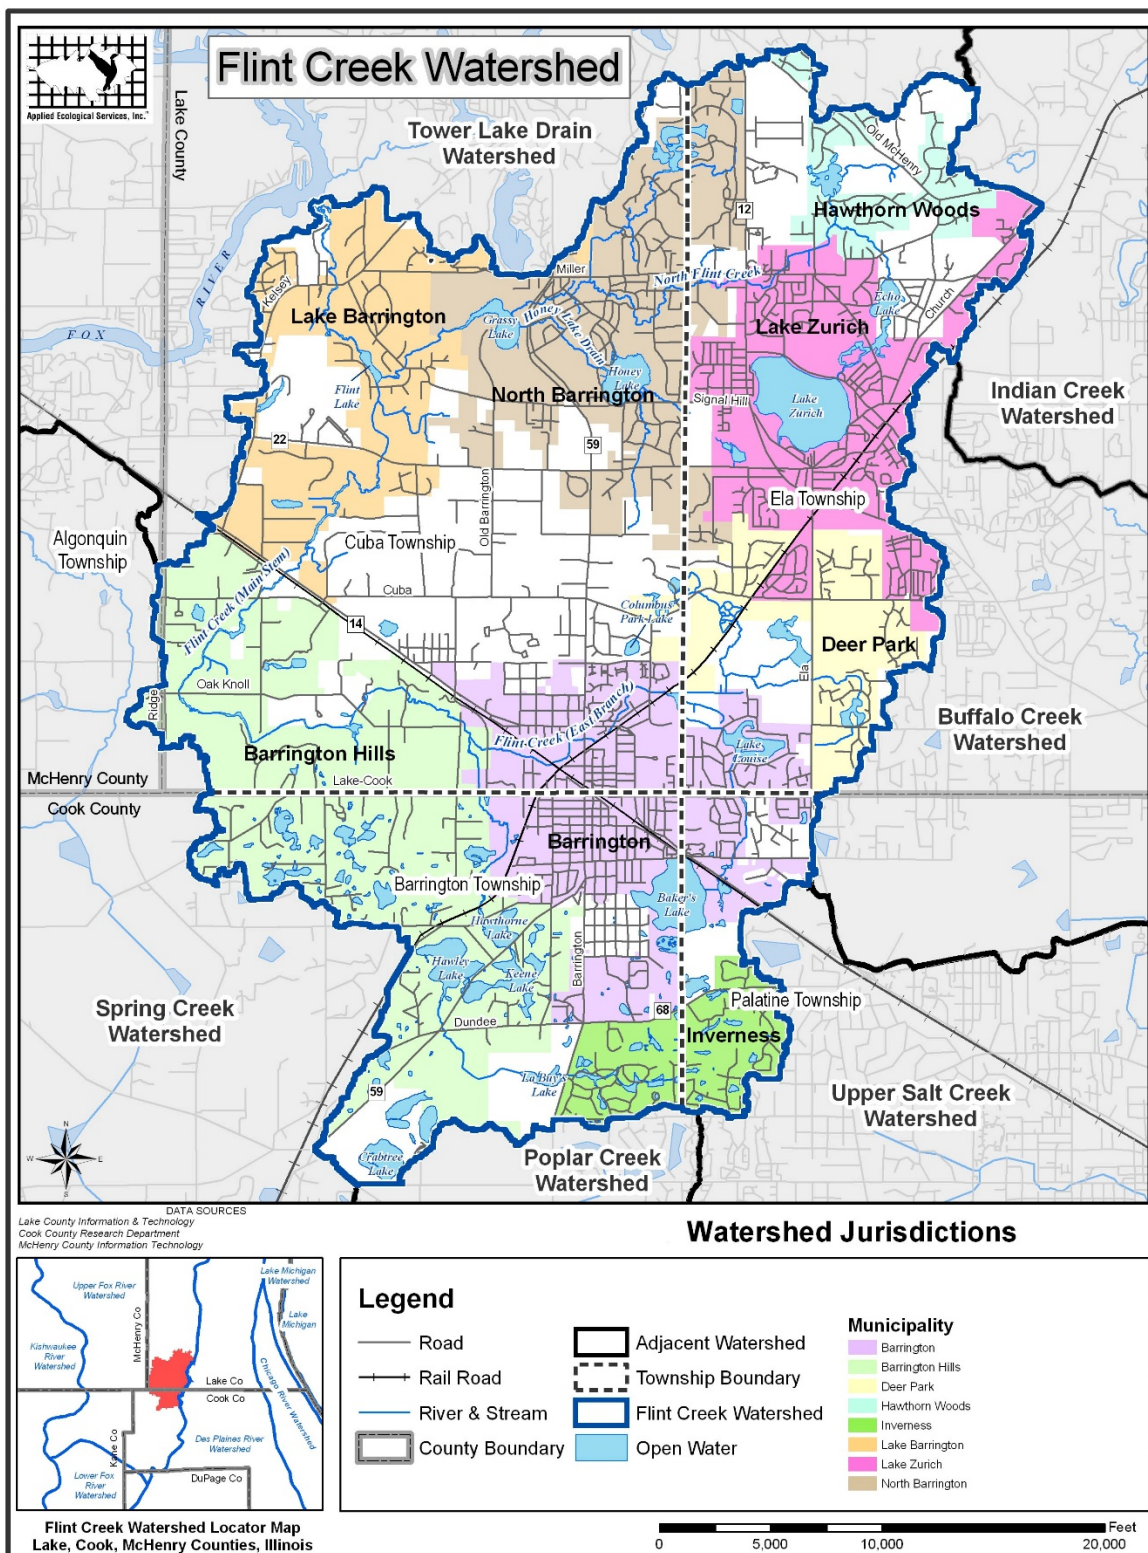 Applied Ecological Services, Inc.
Flint Creek Watershed
Lake County
Tower Lake Drain
Watershed
Old McHenry
Hawthorn Woods
12
FOX RIVER
Kelsey
Miller
North Flint Creek
Lake Barrington
Grassy
Lake
Honey Lake Drain
Echo
Lake
Church
Lake Zurich
Honey
Lake
Flint
Lake
North Barrington
Signal Hill
Lake
Zurich
Indian Creek
Watershed
22
59
Ela Township
Algonquin
Township
Old Barrington
Cuba Township
Flint Creek (Main Stem)
Cuba
Columbus
Park Lake
14
Deer Park
Ela
Oak Knoll
Ridge
Flint Creek (East Branch)
Buffalo Creek
Watershed
Lake
Louise
Barrington Hills
McHenry County
Lake-Cook
Cook County
Barrington
Barrington Township
Baker's
Lake
Hawthorne
Lake
Hawley
Lake
Keene
Lake
Barrington
Spring Creek
Watershed
Palatine Township
Dundee
68
Inverness
La Buy's
Lake
59
Upper Salt Creek
Watershed
Crabtree
Lake
Poplar Creek
Watershed
N
W
E
S
DATA SOURCES
Lake County Information & Technology
Cook County Research Department
McHenry County Information Technology
Watershed Jurisdictions
Upper Fox River
Watershed
Lake Michigan
Watershed
Lake
Michigan
McHenry Co
Kishwaukee
River
Watershed
Chicago River Watershed
Lake Co
Cook Co
Kane Co
Des Plaines River
Watershed
Lower Fox
River
Watershed
DuPage Co
Flint Creek Watershed Locator Map
Lake, Cook, McHenry Counties, Illinois
Legend
Road
Rail Road
River & Stream
County Boundary
Adjacent Watershed
Township Boundary
Flint Creek Watershed
Open Water
Municipality
Barrington
Barrington Hills
Deer Park
Hawthorn Woods
Inverness
Lake Barrington
Lake Zurich
North Barrington
Feet
0 5,000 10,000 20,000